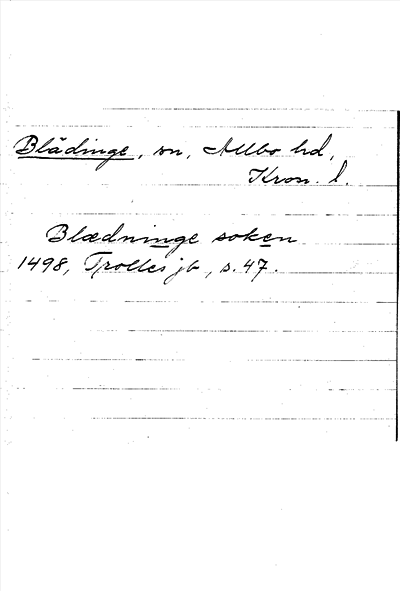 Blädinge, sn, Allbo hd,
Kron. l.
Blædninge soken
1498, Trolles jb, s. 47.